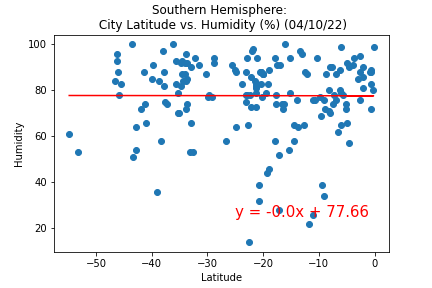 Southern Hemisphere:
City Latitude vs. Humidity (%) (04/10/22)
100
80
60
40
20
Humidity
y = -0.0x + 77.66
−50
−40
−30
−20
−10
0
Latitude